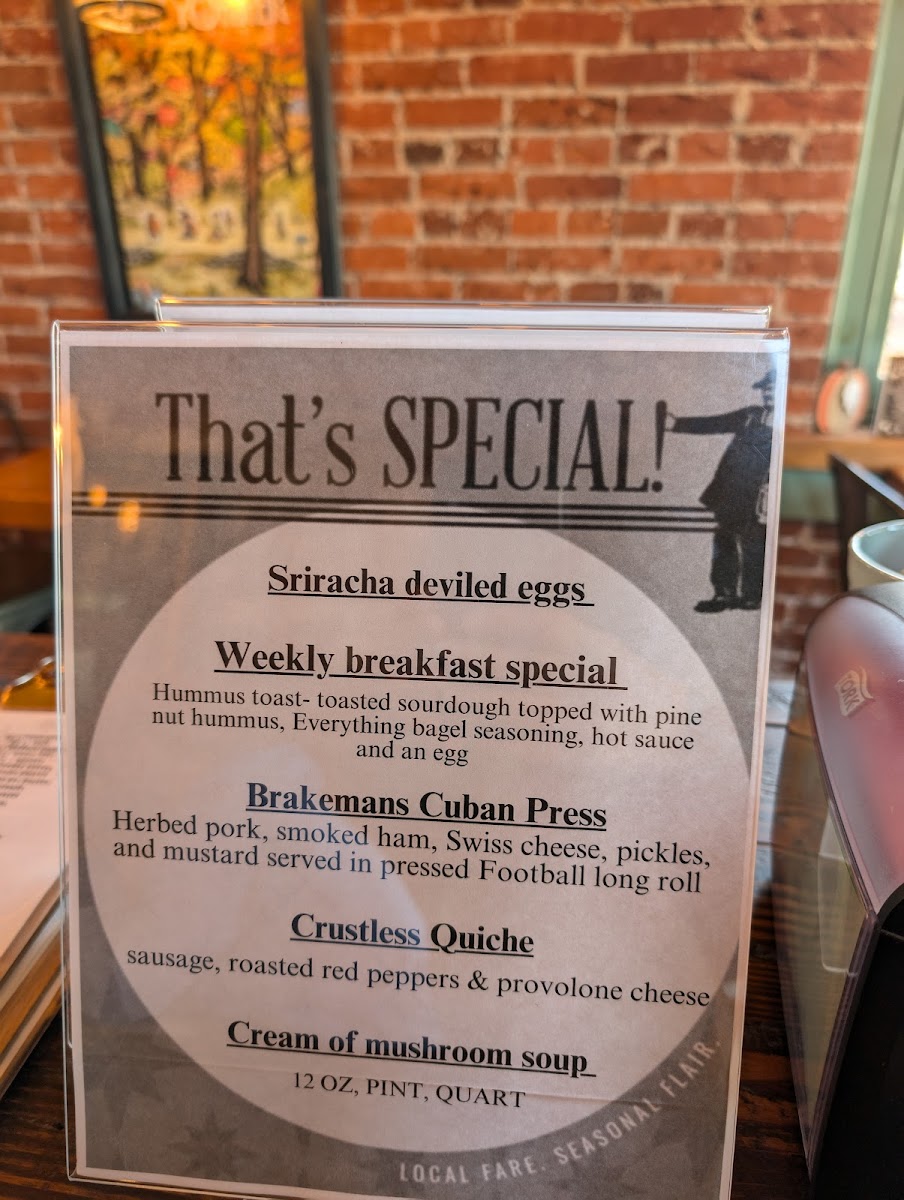 That's SPECIAL!
Sriracha deviled eggs
Weekly breakfast special
Hummus toast- toasted sourdough topped with pine
nut hummus, Everything bagel seasoning, hot sauce
and an egg
Brakemans Cuban Press
Herbed pork, smoked ham, Swiss cheese, pickles,
and mustard served in pressed Football long roll
Crustless Quiche
sausage, roasted red peppers & provolone cheese
Cream of mushroom soup
12 OZ, PINT, QUART
LOCAL FARE. SEASONAL FLAIR.
TORK